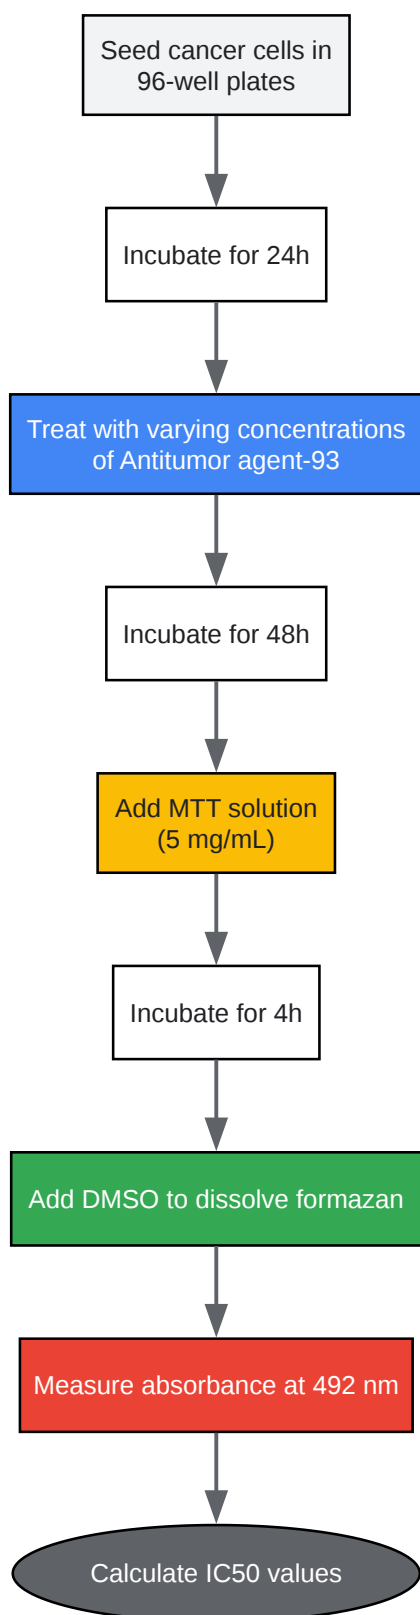 Seed cancer cells in
96-well plates
Incubate for 24h
Treat with varying concentrations
of Antitumor agent-93
Incubate for 48h
Add MTT solution
(5 mg/mL)
Incubate for 4h
Add DMSO to dissolve formazan
Measure absorbance at 492 nm
Calculate IC50 values